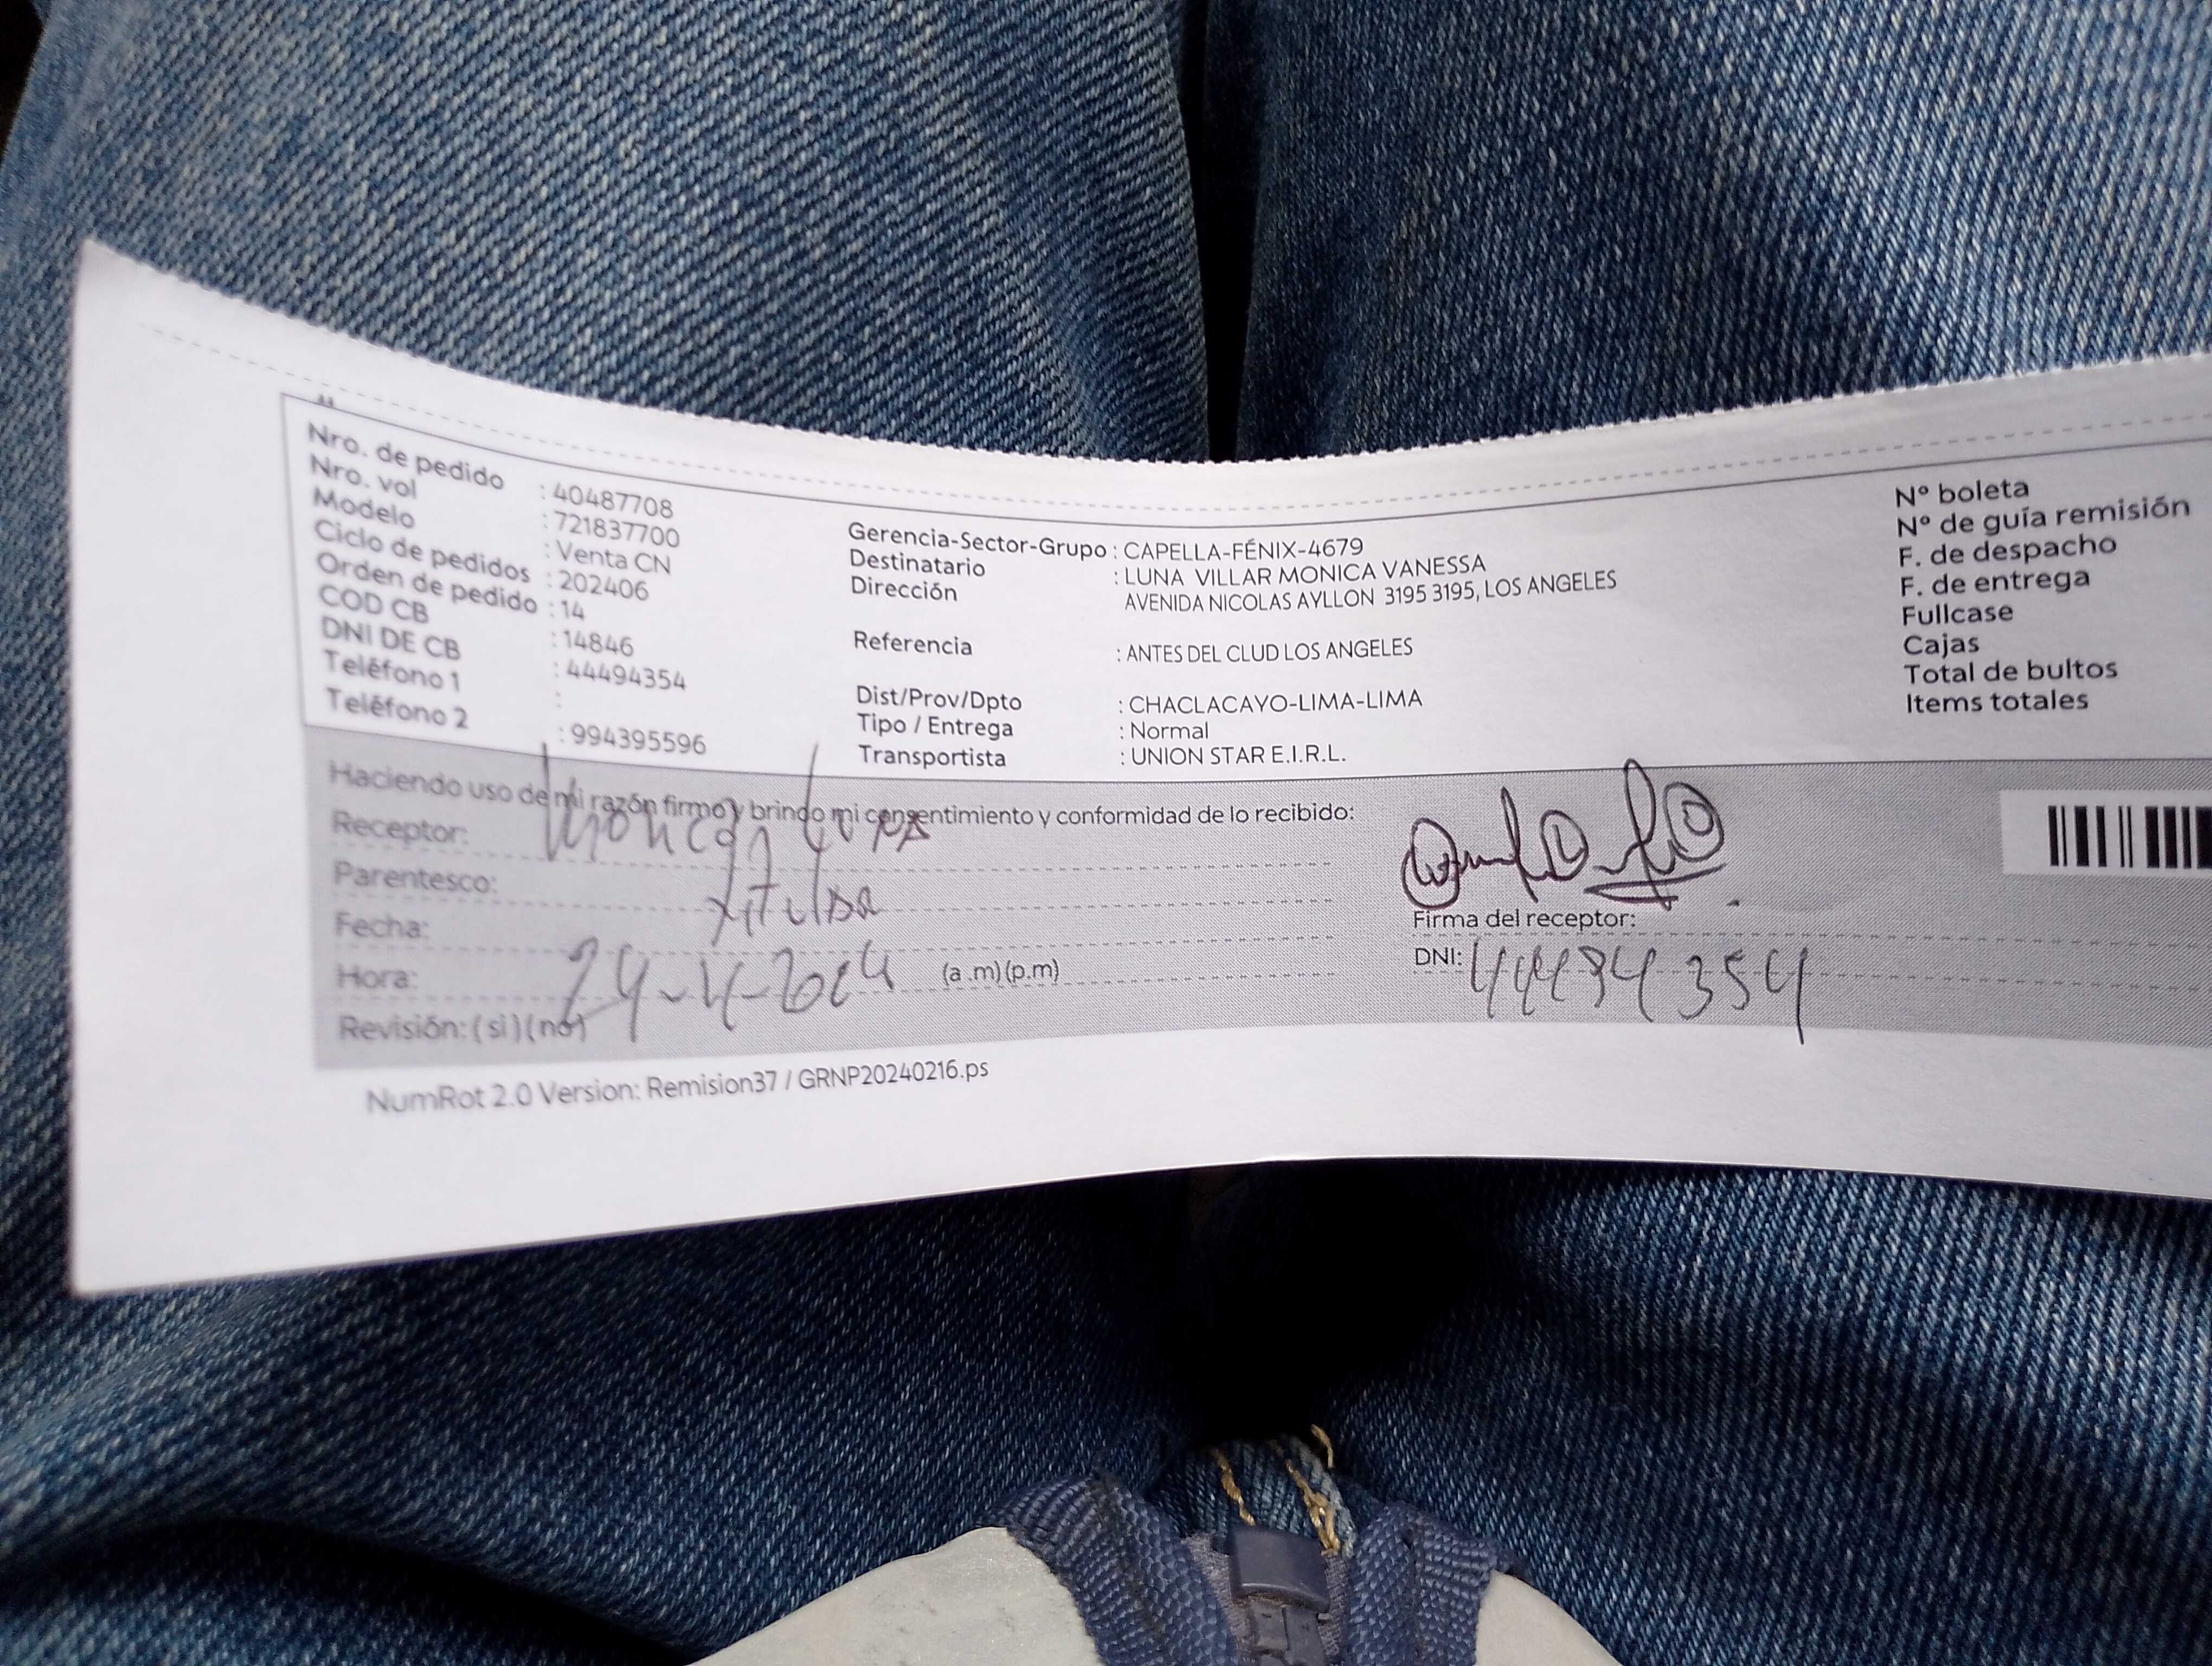 Nro. de pedido : 40487708
Nro. vol : 721837700
Modelo : Venta CN
Ciclo de pedidos : 202406
Orden de pedido : 14
COD CB : 14846
DNI DE CB : 44494354
Teléfono 1 :
Teléfono 2 : 994395596
Gerencia-Sector-Grupo : CAPELLA-FÉNIX-4679
Destinatario : LUNA VILLAR MONICA VANESSA
Dirección AVENIDA NICOLAS AYLLON 3195 3195, LOS ANGELES
Referencia : ANTES DEL CLUD LOS ANGELES
Dist/Prov/Dpto : CHACLACAYO-LIMA-LIMA
Tipo / Entrega : Normal
Transportista : UNION STAR E.I.R.L.
N° boleta
N° de guía remisión
F. de despacho
F. de entrega
Fullcase
Cajas
Total de bultos
Items totales
Haciendo uso de mi razón firmo y brindo mi consentimiento y conformidad de lo recibido:
Receptor:
Parentesco:
Fecha:
Hora: 24-4-2024 (a.m)(p.m)
Revisión: (si) (no)
Firma del receptor:
DNI: 44494354
NumRot 2.0 Version: Remision37 / GRNP20240216.ps